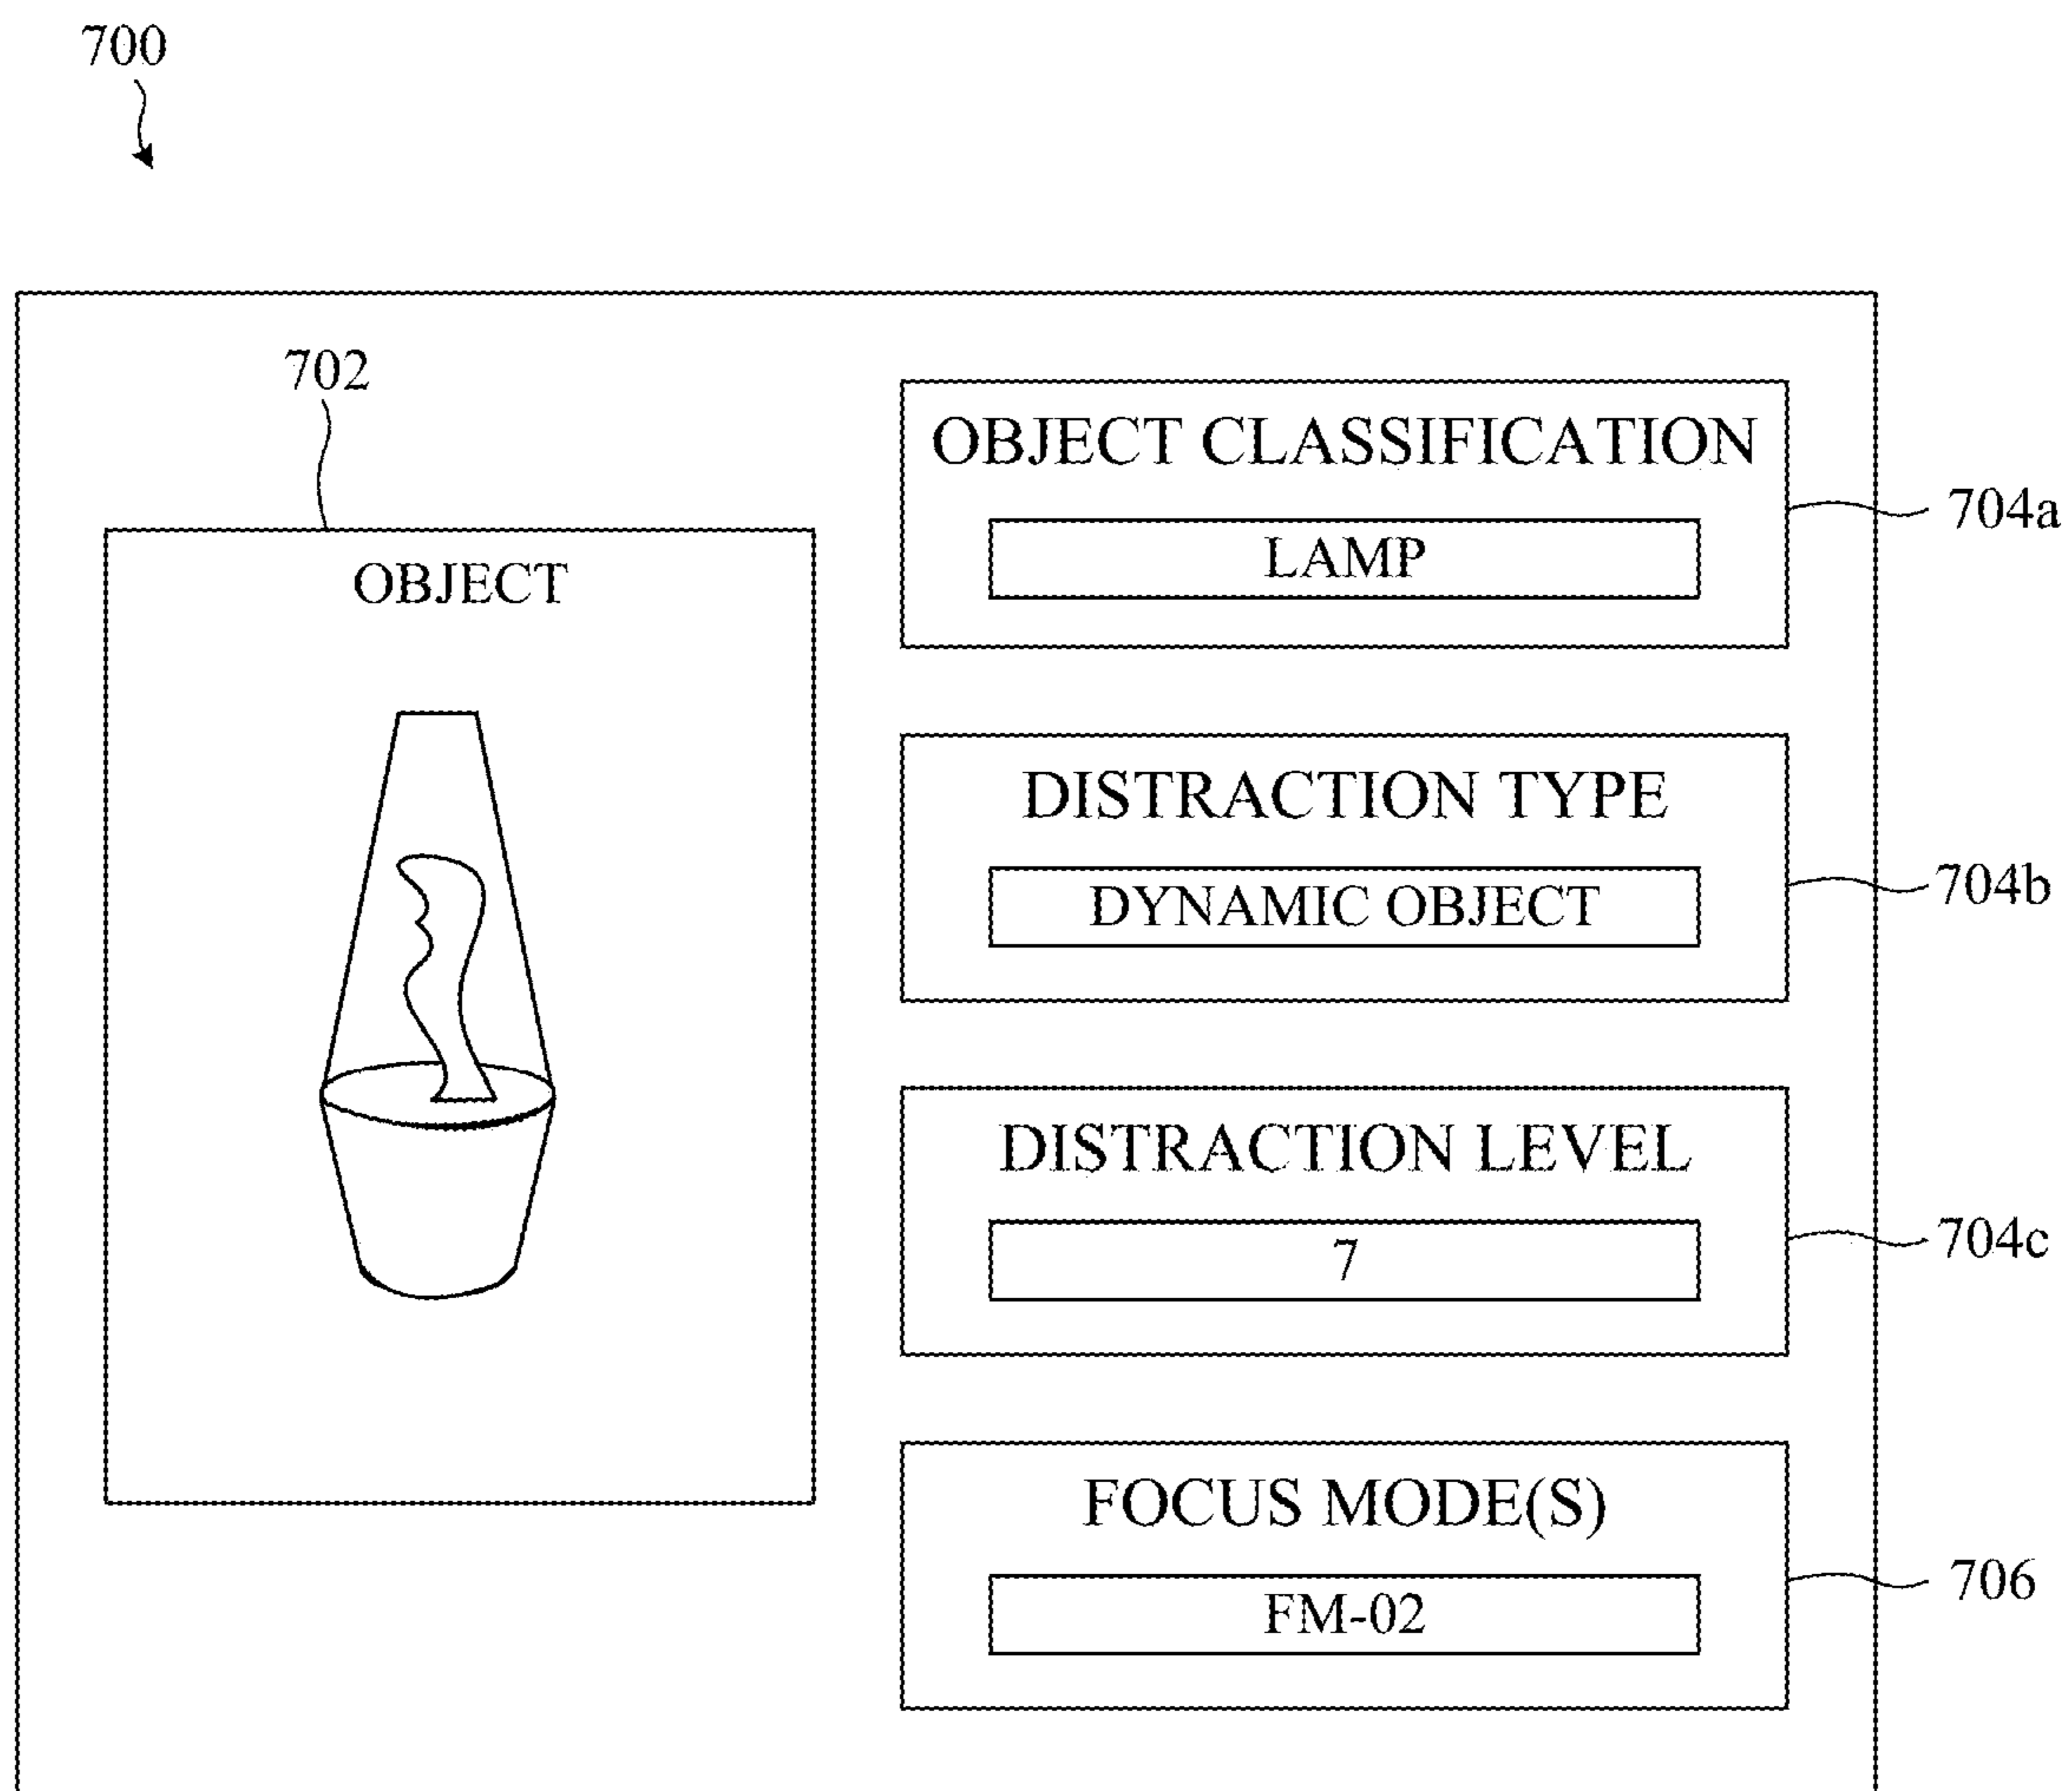 700
702
OBJECT
OBJECT CLASSIFICATION
LAMP
704a
DISTRACTION TYPE
DYNAMIC OBJECT
704b
DISTRACTION LEVEL
7
704c
FOCUS MODE(S)
FM-02
706